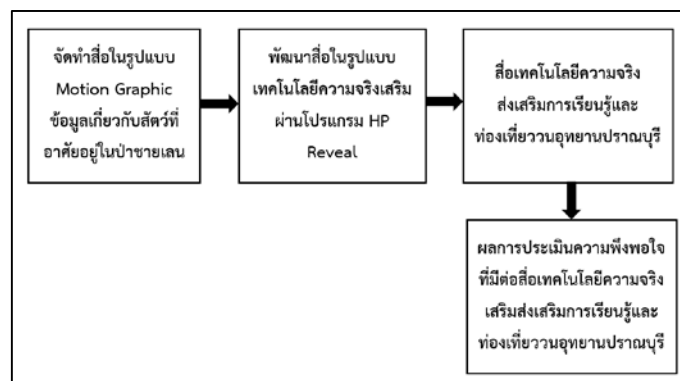 จัดทำสื่อในรูปแบบ
Motion Graphic
ข้อมูลเกี่ยวกับสัตว์ที่
อาศัยอยู่ในป่าชายเลน
พัฒนาสื่อในรูปแบบ
เทคโนโลยีความจริงเสริม
ผ่านโปรแกรม HP
Reveal
สื่อเทคโนโลยีความจริง
ส่งเสริมการเรียนรู้และ
ท่องเที่ยววนอุทยานปราณบุรี
ผลการประเมินความพึงพอใจ
ที่มีต่อสื่อเทคโนโลยีความจริง
เสริมส่งเสริมการเรียนรู้และ
ท่องเที่ยววนอุทยานปราณบุรี